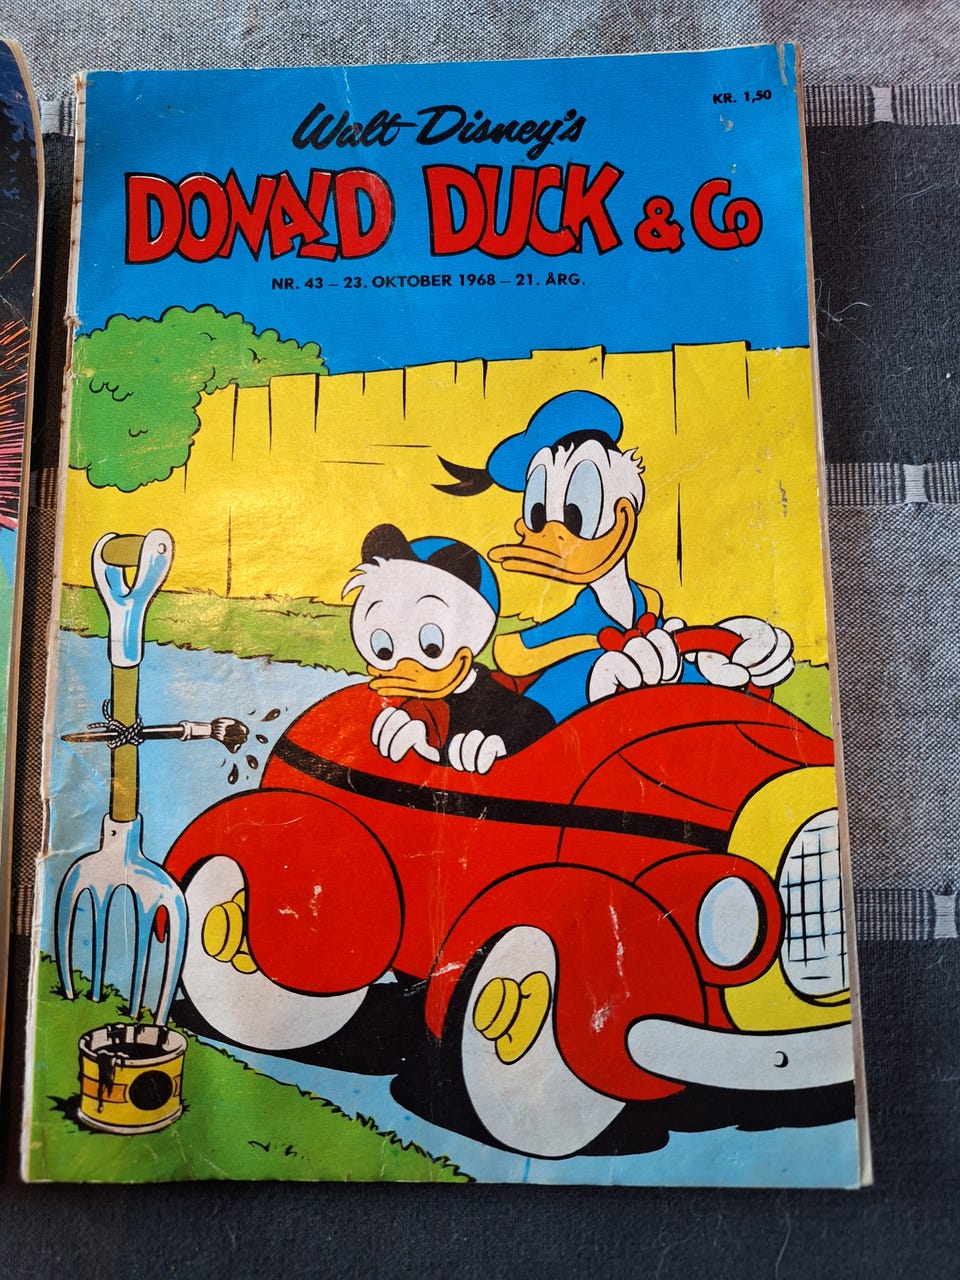 KR. 1,50
Walt Disney's
DONALD DUCK & Co
NR. 43 – 23. OKTOBER 1968 – 21. ÅRG.